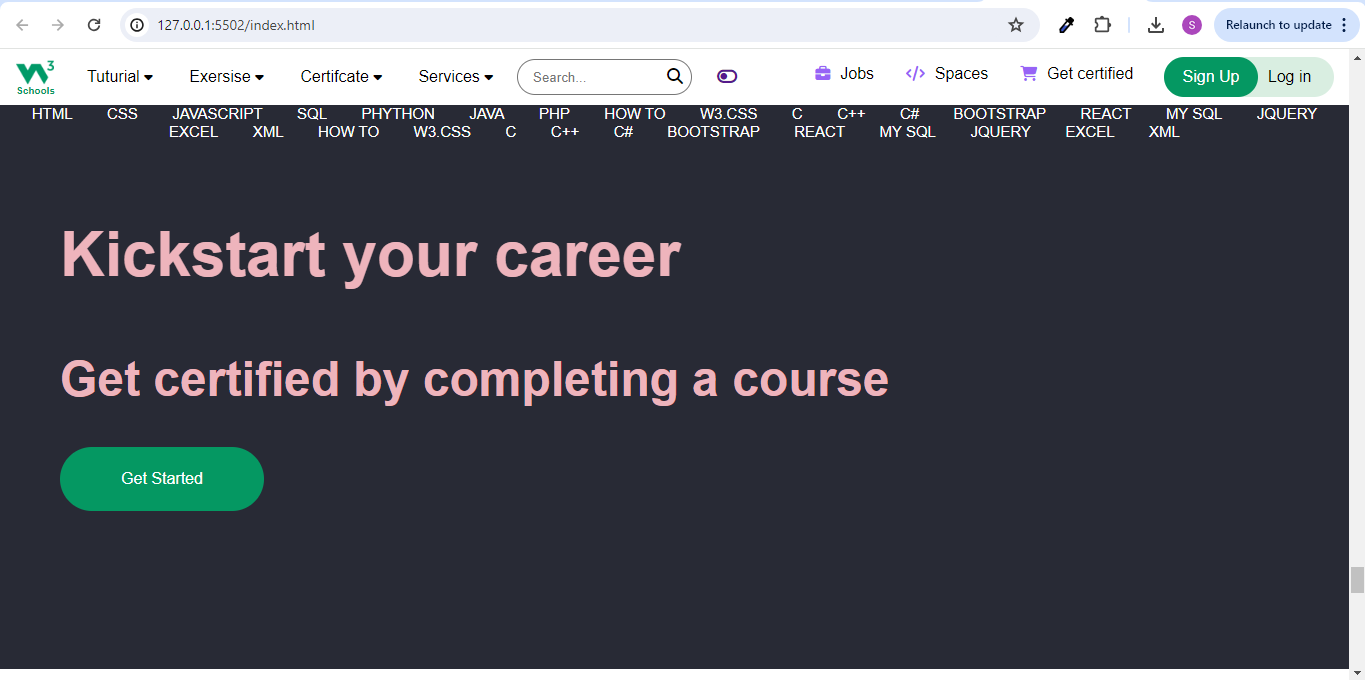 127.0.0.1:5502/index.html S Relaunch to update
W3 Schools Tuturial Exersise Certifcate Services Search... Jobs Spaces Get certified Sign Up Log in
HTML CSS JAVASCRIPT SQL PHYTHON JAVA PHP HOW TO W3.CSS C C++ C# BOOTSTRAP REACT MY SQL JQUERY
EXCEL XML HOW TO W3.CSS C C++ C# BOOTSTRAP REACT MY SQL JQUERY EXCEL XML
Kickstart your career
Get certified by completing a course
Get Started